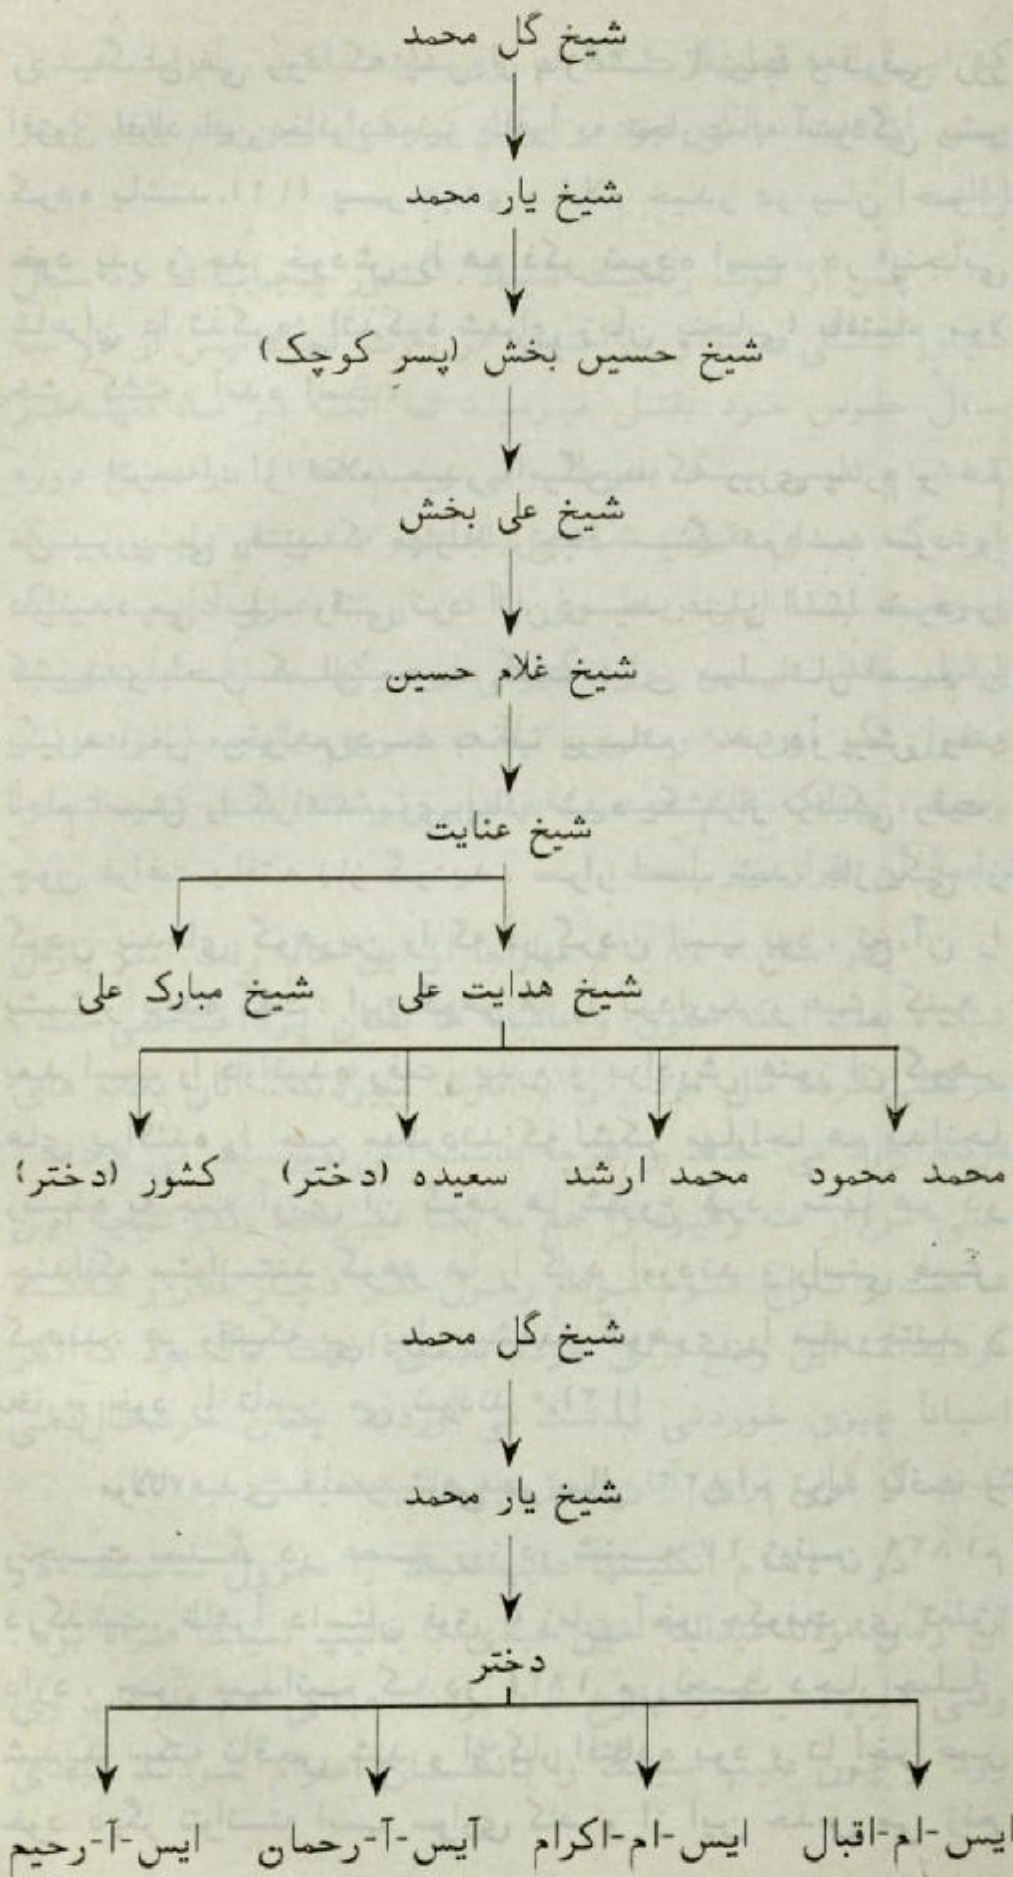 شیخ گل محمد
شیخ یار محمد
شیخ حسین بخش (پسرِ کوچک)
شیخ علی بخش
شیخ غلام حسین
شیخ عنایت
شیخ هدایت علی شیخ مبارک علی
محمد محمود محمد ارشد سعیده (دختر) کشور (دختر)
شیخ گل محمد
شیخ یار محمد
دختر
ایس-ام-اقبال ایس-ام-اکرام آیس-آ-رحمان ایس-آ-رحیم